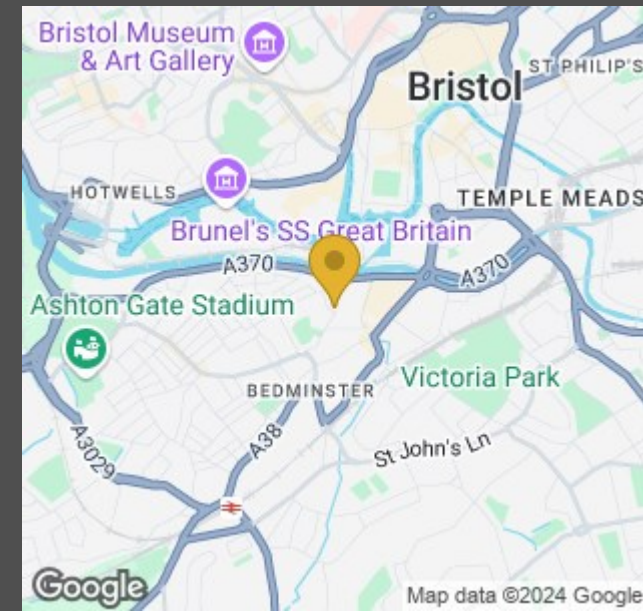 Bristol Museum
& Art Gallery
ST PHILIP'S
Bristol
HOTWELLS
TEMPLE MEADS
Brunel's SS Great Britain
A370
A370
Ashton Gate Stadium
Victoria Park
BEDMINSTER
A38
St John's Ln
A3029
Google
Map data ©2024 Google